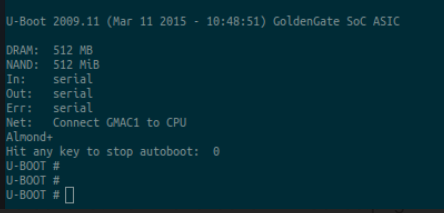 U-Boot 2009.11 (Mar 11 2015 - 10:48:51) GoldenGate SoC ASIC
DRAM:  512 MB
NAND:  512 MiB
In:    serial
Out:   serial
Err:   serial
Net:   Connect GMAC1 to CPU
Almond+
Hit any key to stop autoboot:  0
U-BOOT #
U-BOOT #
U-BOOT #